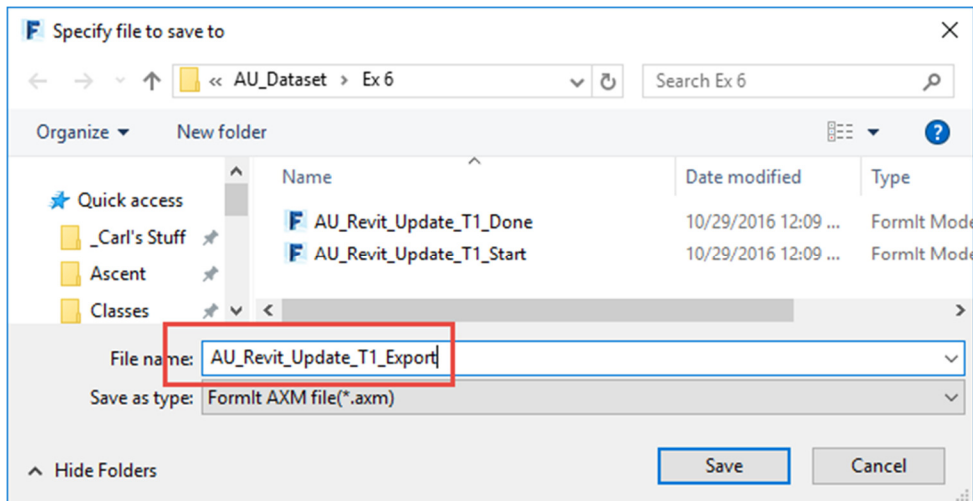 Specify file to save to
« AU_Dataset > Ex 6
Search Ex 6
Organize
New folder
Name
Date modified
Type
Quick access
_Carl's Stuff
Ascent
Classes
AU_Revit_Update_T1_Done
10/29/2016 12:09 ...
FormIt Mode
AU_Revit_Update_T1_Start
10/29/2016 12:09 ...
FormIt Mode
File name: AU_Revit_Update_T1_Export
Save as type: FormIt AXM file(*.axm)
Hide Folders
Save
Cancel